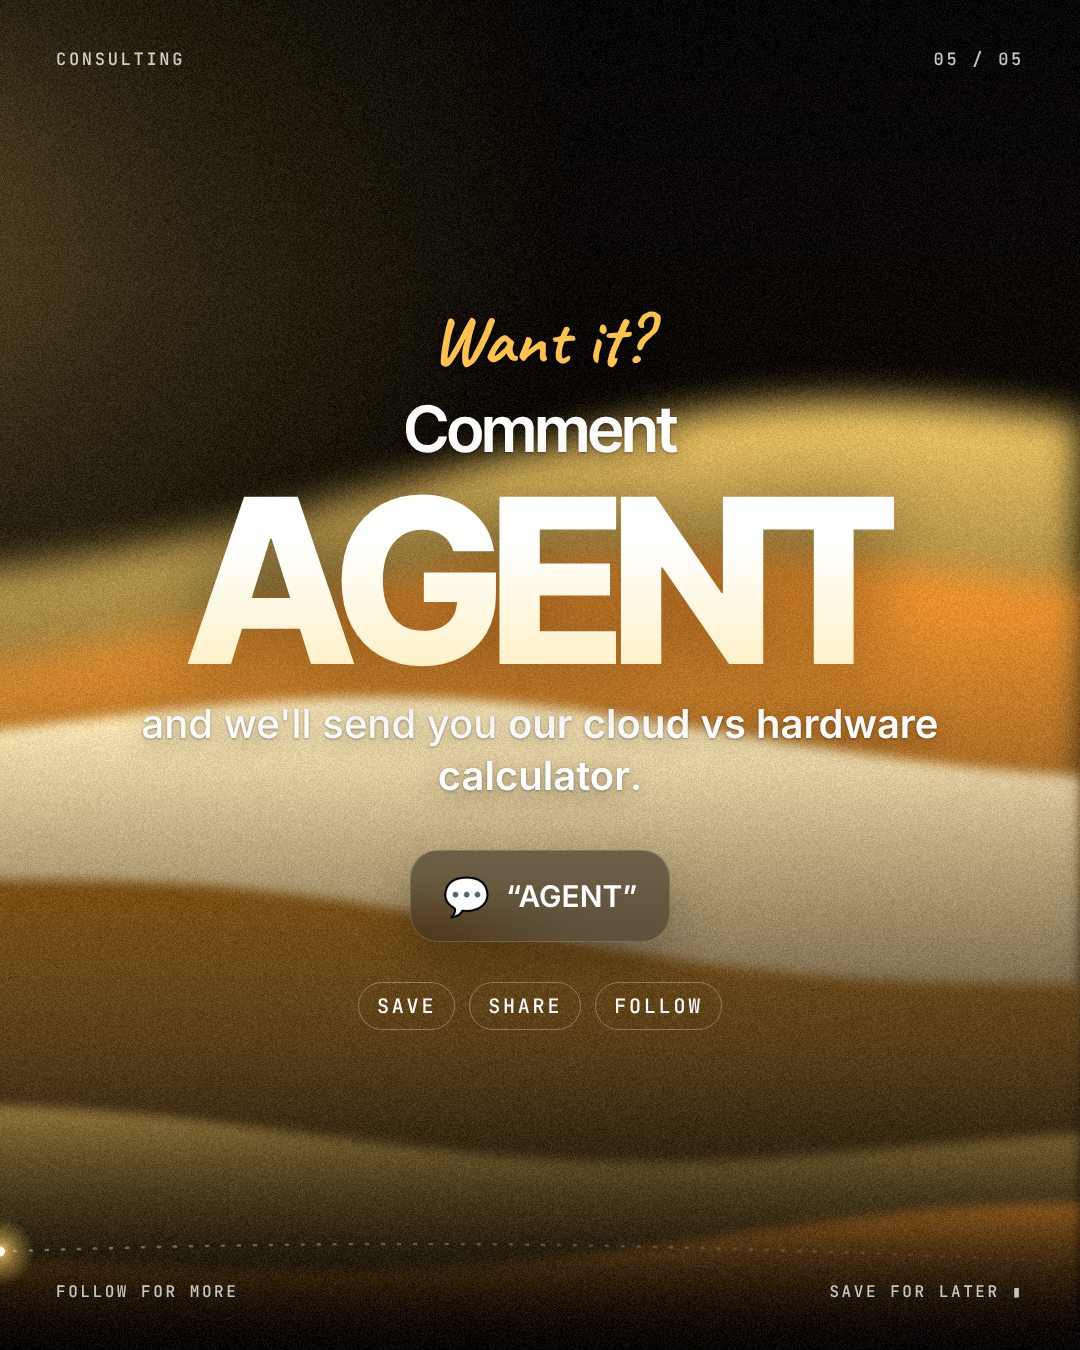 CONSULTING
05 / 05
Want it?
Comment
AGENT
and we'll send you our cloud vs hardware
calculator.
💬 “AGENT”
SAVE SHARE FOLLOW
FOLLOW FOR MORE
SAVE FOR LATER ▮